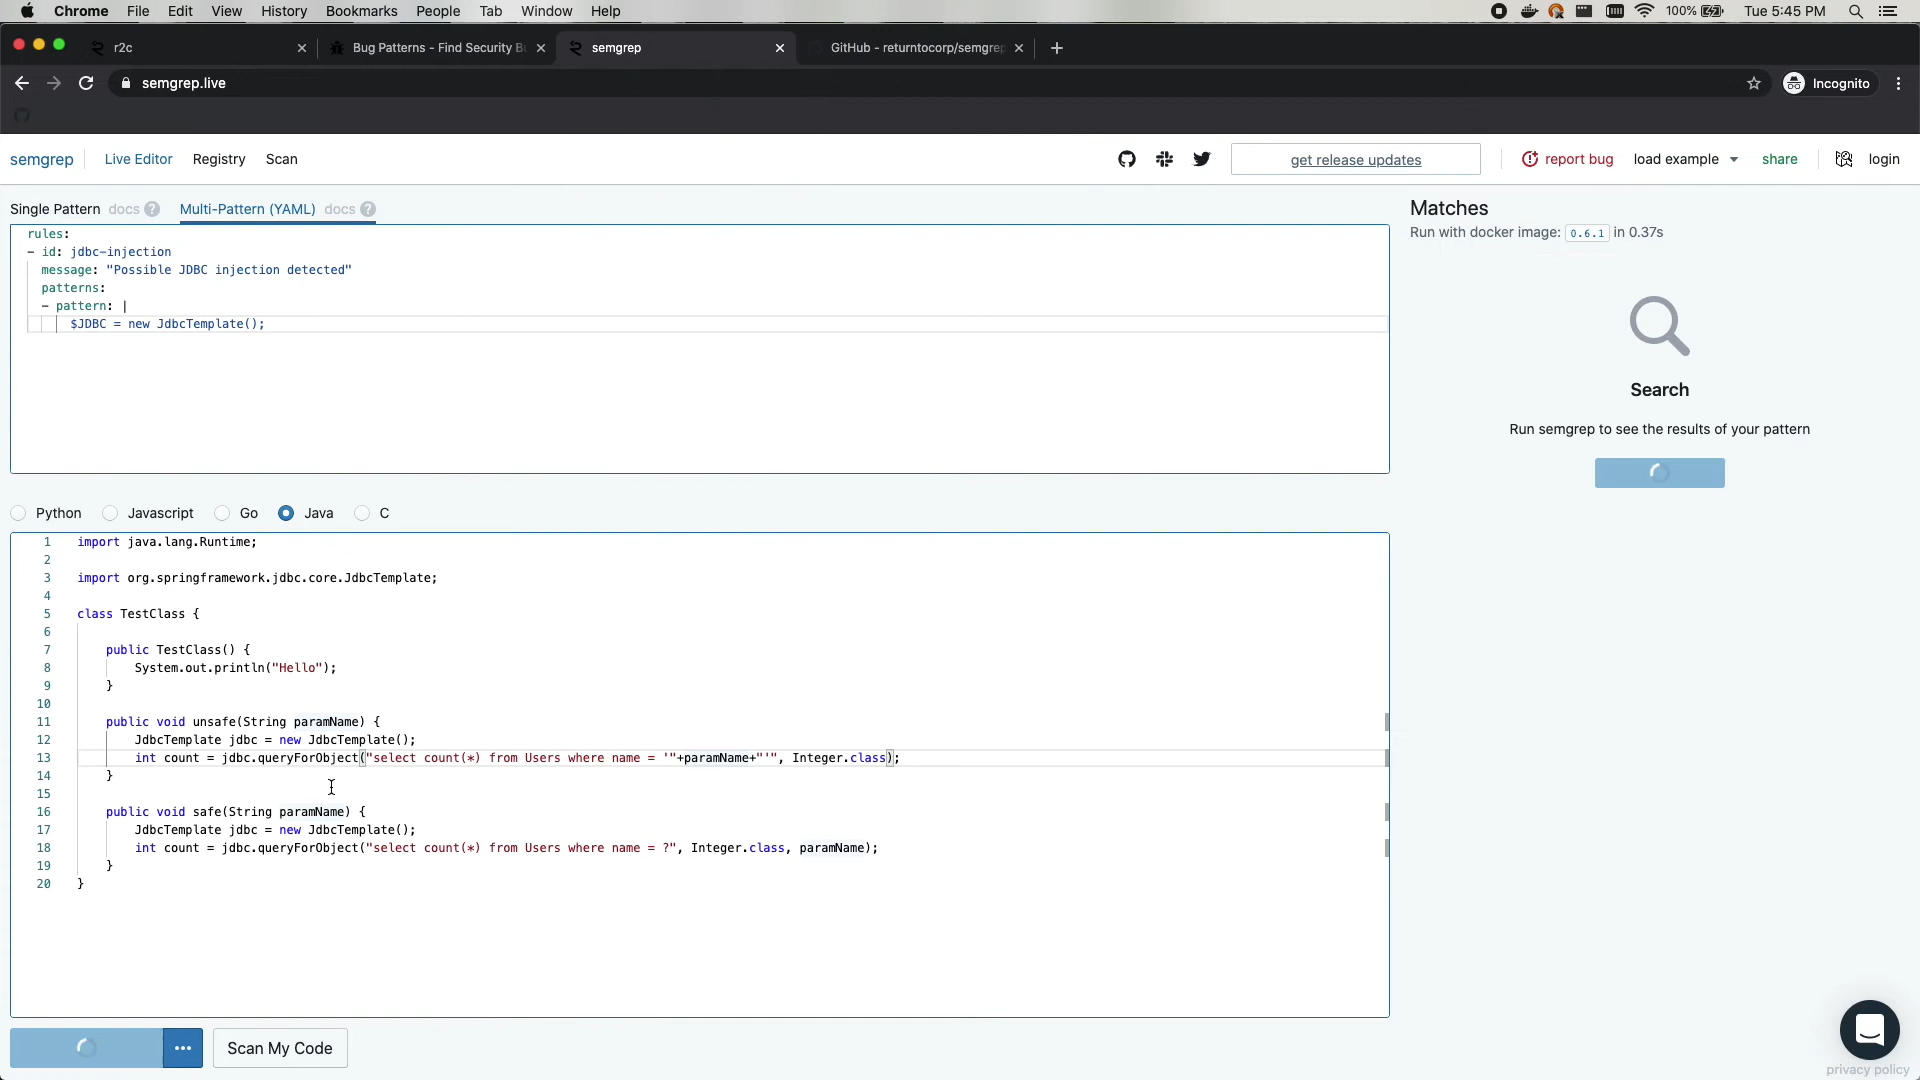 Chrome File Edit View History Bookmarks People Tab Window Help 100% Tue 5:45 PM
r2c
Bug Patterns - Find Security Bu
semgrep
GitHub - returntocorp/semgrep
semgrep.live
Incognito
semgrep Live Editor Registry Scan get release updates report bug load example share login
Single Pattern docs ? Multi-Pattern (YAML) docs ?
rules:
- id: jdbc-injection
message: "Possible JDBC injection detected"
patterns:
- pattern: |
$JDBC = new JdbcTemplate();
Matches
Run with docker image: 0.6.1 in 0.37s
Search
Run semgrep to see the results of your pattern
Python Javascript Go Java C
1 import java.lang.Runtime;
2
3 import org.springframework.jdbc.core.JdbcTemplate;
4
5 class TestClass {
6
7 public TestClass() {
8 System.out.println("Hello");
9 }
10
11 public void unsafe(String paramName) {
12 JdbcTemplate jdbc = new JdbcTemplate();
13 int count = jdbc.queryForObject("select count(*) from Users where name = '"+paramName+"'", Integer.class);
14 }
15
16 public void safe(String paramName) {
17 JdbcTemplate jdbc = new JdbcTemplate();
18 int count = jdbc.queryForObject("select count(*) from Users where name = ?", Integer.class, paramName);
19 }
20 }
Scan My Code
privacy policy